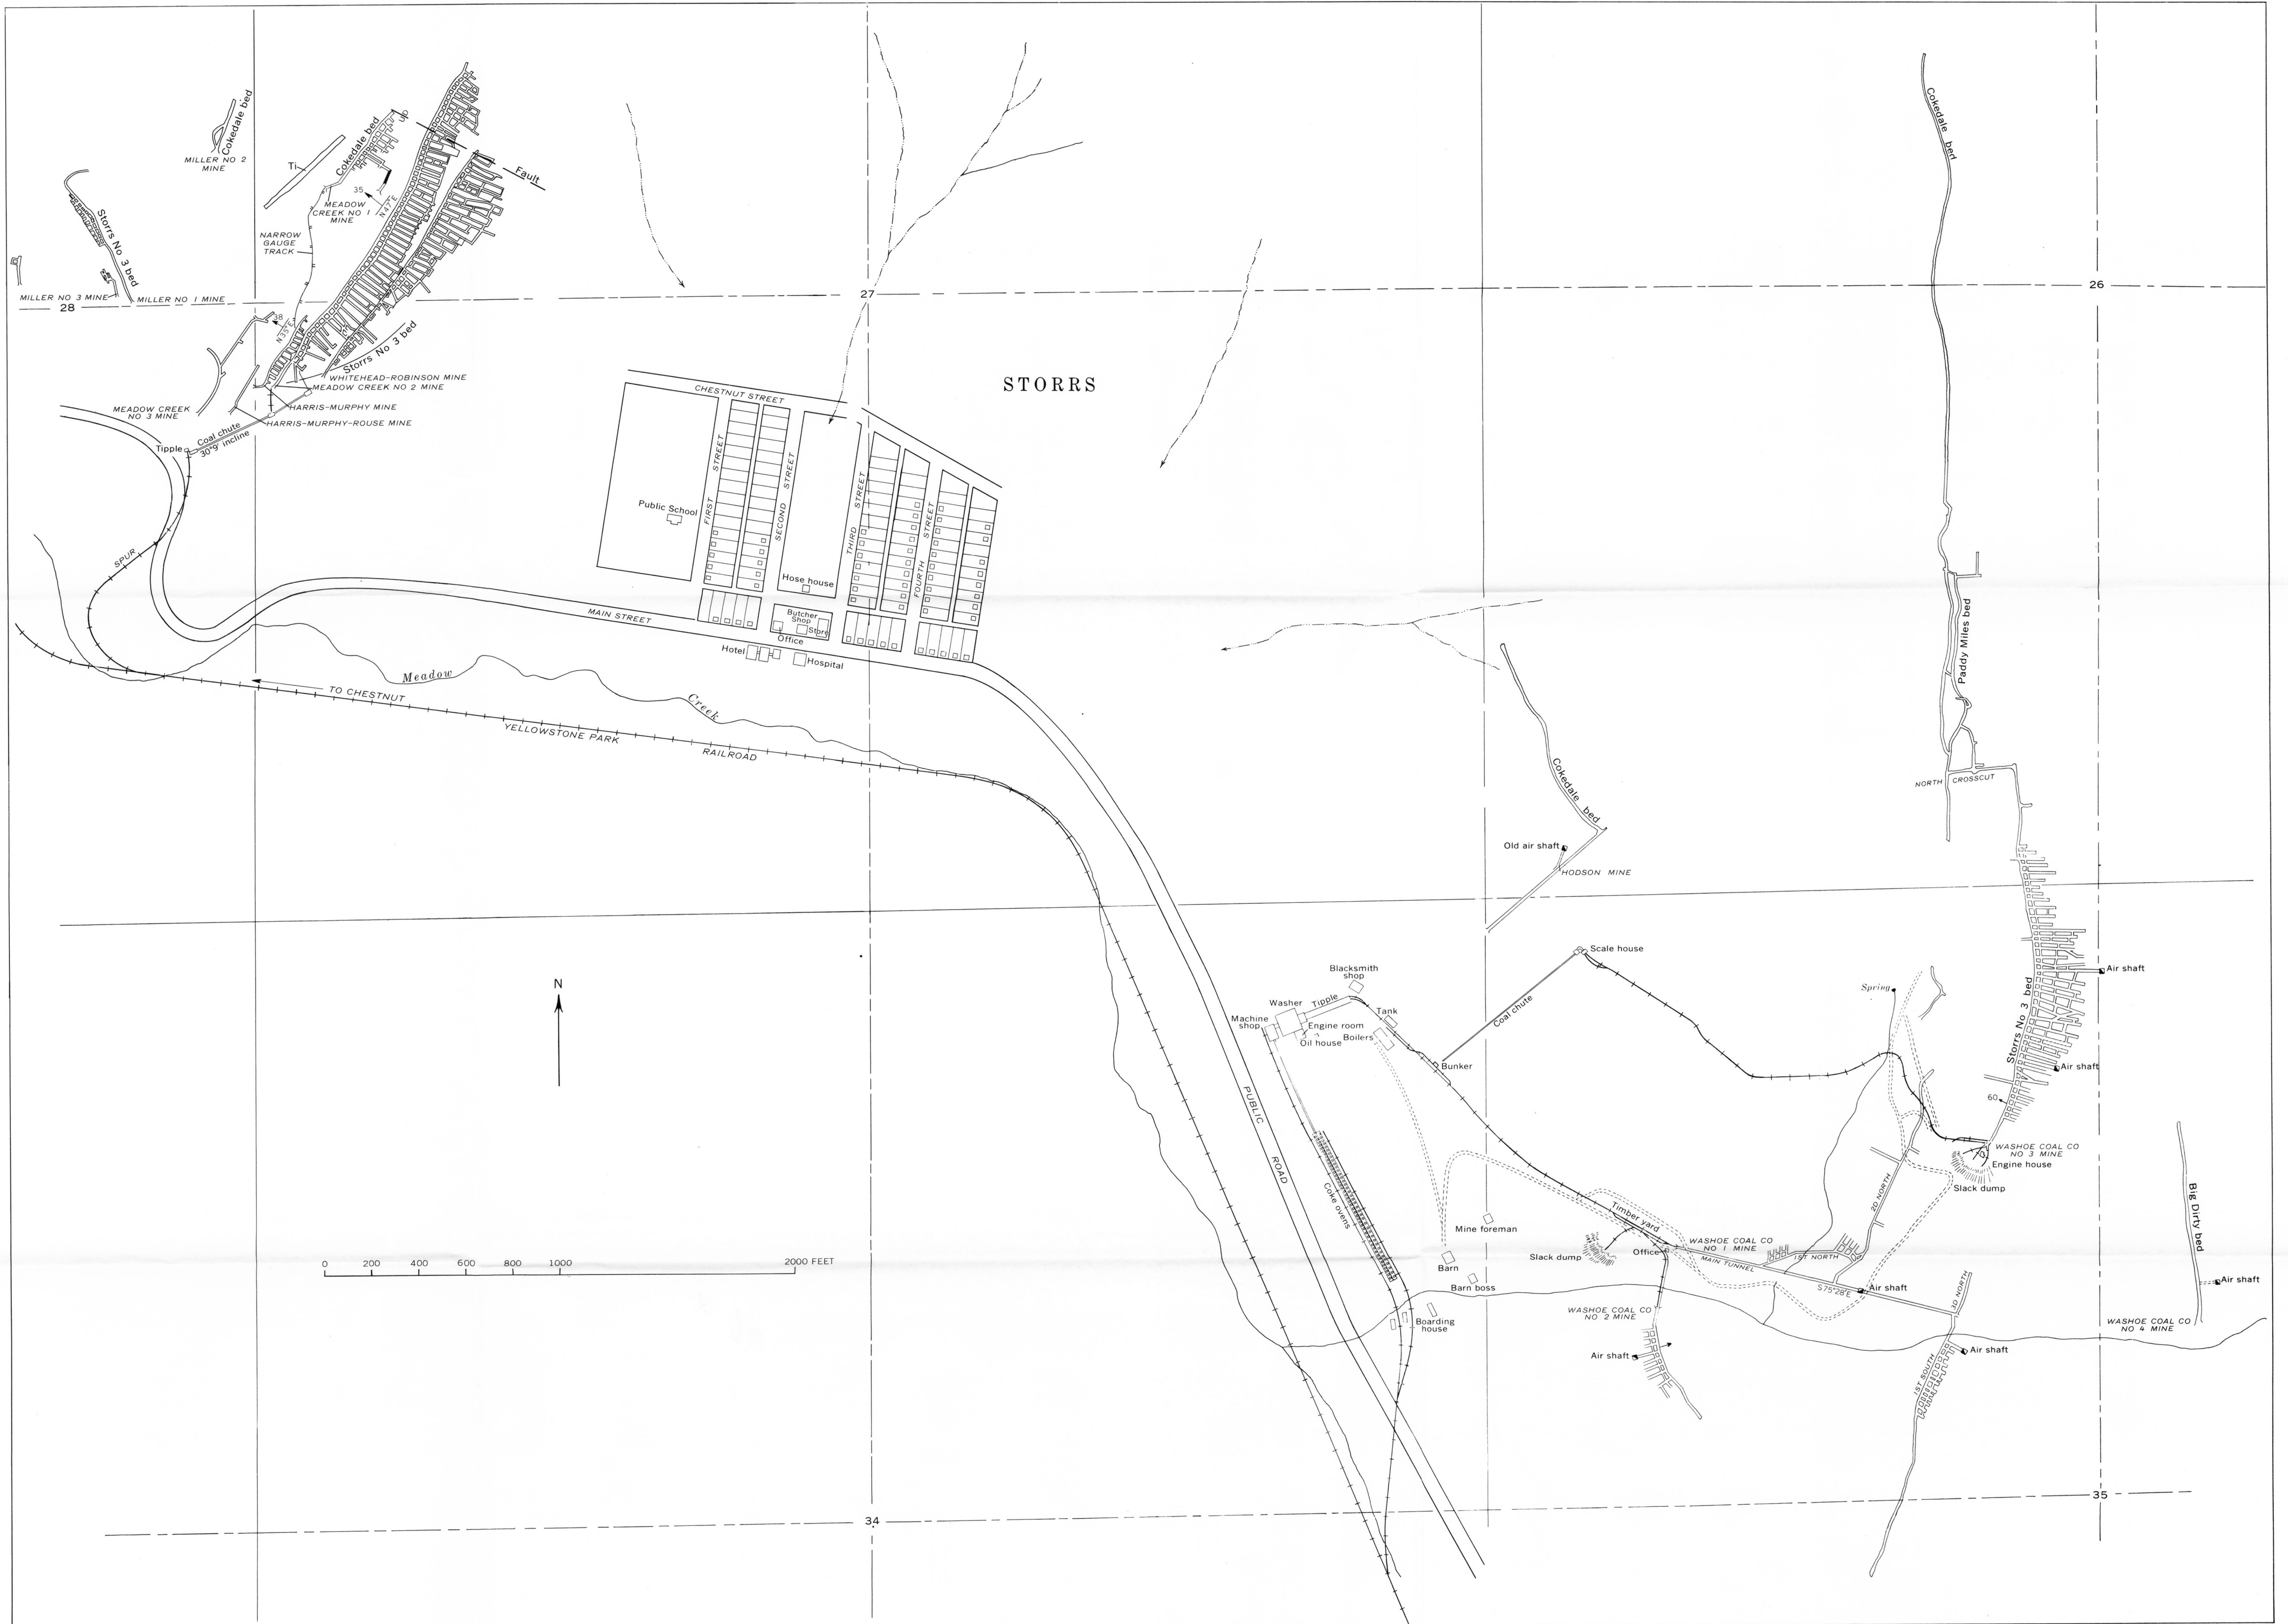 Cokedale bed
MILLER NO 2
MINE
Ti
Cokedale bed
U/D
Fault
35
N47°E
MEADOW
CREEK NO 1
MINE
NARROW
GAUGE
TRACK
Storrs No 3 bed
MILLER NO 3 MINE
MILLER NO 1 MINE
28
27
26
38
N35°E
Storrs No 3 bed
WHITEHEAD-ROBINSON MINE
MEADOW CREEK NO 2 MINE
HARRIS-MURPHY MINE
HARRIS-MURPHY-ROUSE MINE
MEADOW CREEK
NO 3 MINE
Tipple
Coal chute
30°9' incline
SPUR
STORRS
CHESTNUT STREET
FIRST STREET
SECOND STREET
THIRD STREET
FOURTH STREET
Public School
Hose house
Butcher
Shop
Store
Office
MAIN STREET
Hotel
Hospital
Meadow Creek
TO CHESTNUT
YELLOWSTONE PARK RAILROAD
Cokedale bed
Paddy Miles bed
NORTH CROSSCUT
Cokedale bed
Old air shaft
HODSON MINE
Scale house
Blacksmith
shop
Washer
Tipple
Machine
shop
Engine room
Oil house
Tank
Boilers
Coal chute
Bunker
Spring
Air shaft
Storrs No 3 bed
Air shaft
60
WASHOE COAL CO
NO 3 MINE
Engine house
Slack dump
N
PUBLIC ROAD
Coke ovens
Mine foreman
Timber yard
2D NORTH
Big Dirty bed
0 200 400 600 800 1000 2000 FEET
Barn
Barn boss
Boarding
house
Slack dump
Office
WASHOE COAL CO
NO 1 MINE
MAIN TUNNEL
1ST NORTH
S75°28'E
Air shaft
3D NORTH
Air shaft
WASHOE COAL CO
NO 2 MINE
Air shaft
Air shaft
1ST SOUTH
WASHOE COAL CO
NO 4 MINE
34
35